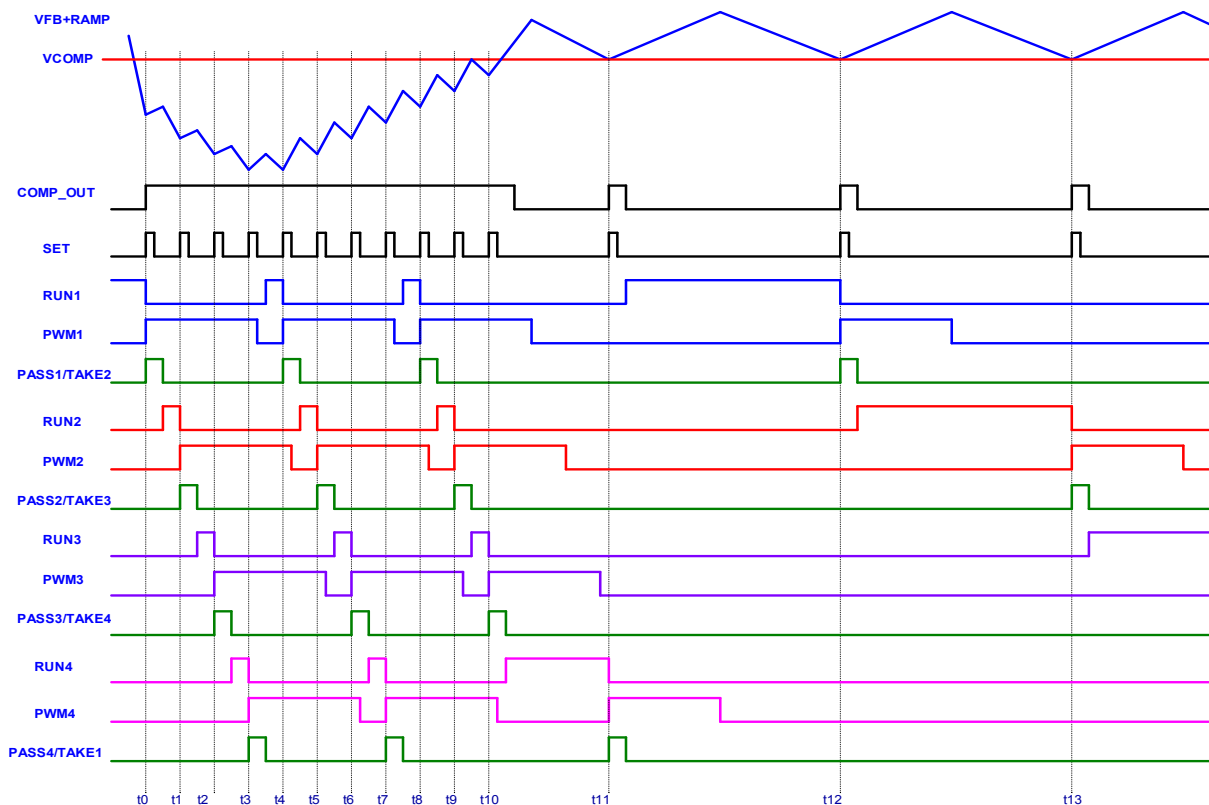 VFB+RAMP
VCOMP
COMP_OUT
SET
RUN1
PWM1
PASS1/TAKE2
RUN2
PWM2
PASS2/TAKE3
RUN3
PWM3
PASS3/TAKE4
RUN4
PWM4
PASS4/TAKE1
t0 t1 t2 t3 t4 t5 t6 t7 t8 t9 t10 t11 t12 t13